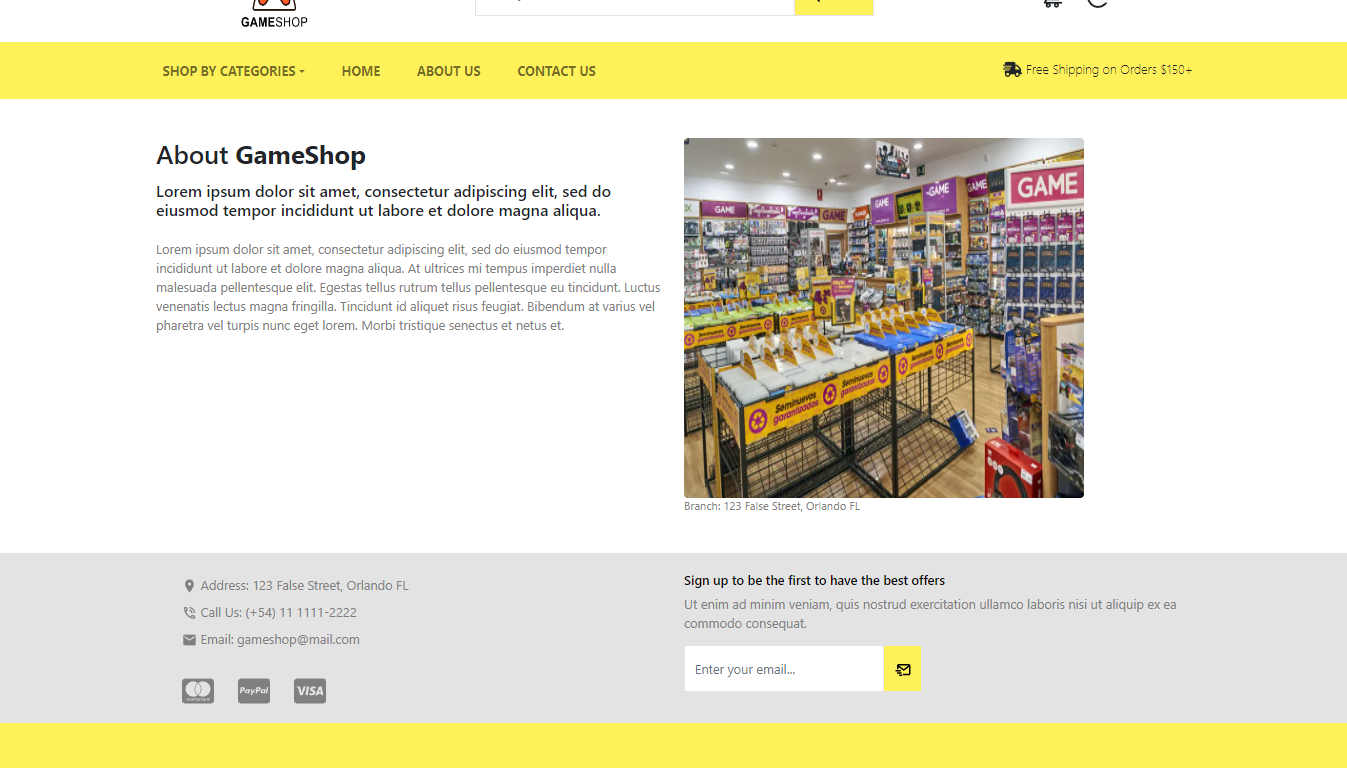 GAMESHOP
SHOP BY CATEGORIES
HOME
ABOUT US
CONTACT US
Free Shipping on Orders $150+
About GameShop
Lorem ipsum dolor sit amet, consectetur adipiscing elit, sed do
eiusmod tempor incididunt ut labore et dolore magna aliqua.
Lorem ipsum dolor sit amet, consectetur adipiscing elit, sed do eiusmod tempor
incididunt ut labore et dolore magna aliqua. At ultrices mi tempus imperdiet nulla
malesuada pellentesque elit. Egestas tellus rutrum tellus pellentesque eu tincidunt. Luctus
venenatis lectus magna fringilla. Tincidunt id aliquet risus feugiat. Bibendum at varius vel
pharetra vel turpis nunc eget lorem. Morbi tristique senectus et netus et.
GAME
GAME
GAME
GAME
GAME
GAME
Seminuevos
garantizados
Seminuevos
garantizados
Branch: 123 False Street, Orlando FL
Address: 123 False Street, Orlando FL
Call Us: (+54) 11 1111-2222
Email: gameshop@mail.com
PayPal
VISA
Sign up to be the first to have the best offers
Ut enim ad minim veniam, quis nostrud exercitation ullamco laboris nisi ut aliquip ex ea
commodo consequat.
Enter your email...